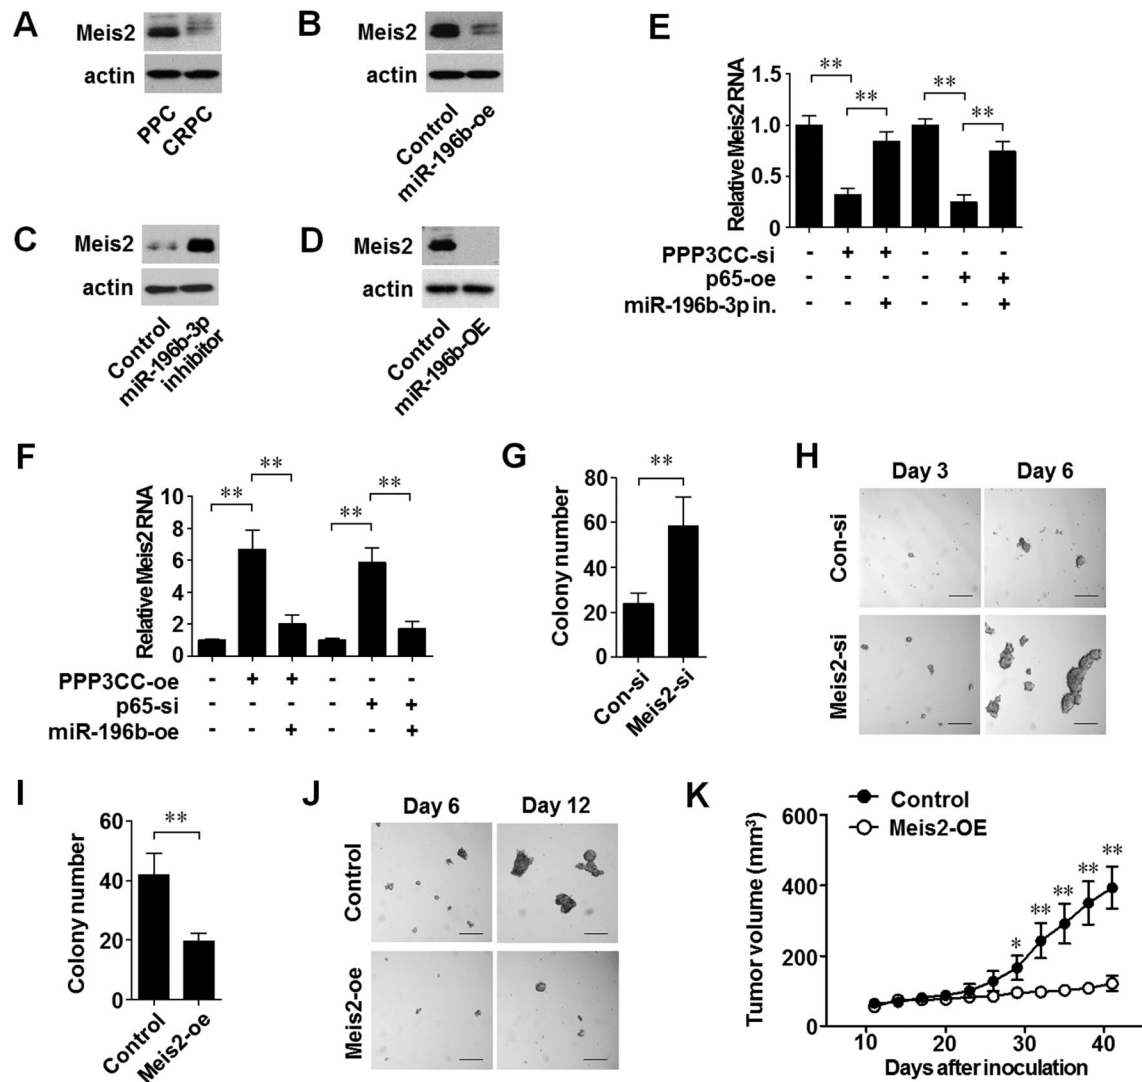 A
Meis2
actin
PPC
CRPC
B
Meis2
actin
Control
miR-196b-oe
C
Meis2
actin
Control
miR-196b-3p
inhibitor
D
Meis2
actin
Control
miR-196b-OE
E
Relative Meis2 RNA
1.5
1.0
0.5
0
** ** ** **
PPP3CC-si - + + - - -
p65-oe - - - - + +
miR-196b-3p in. - - + - - +
F
Relative Meis2 RNA
10
8
6
4
2
0
** ** ** **
PPP3CC-oe - + + - - -
p65-si - - - - + +
miR-196b-oe - - + - - +
G
Colony number
80
60
40
20
0
**
Con-si
Meis2-si
H
Day 3 Day 6
Con-si
Meis2-si
I
Colony number
60
40
20
0
**
Control
Meis2-oe
J
Day 6 Day 12
Control
Meis2-oe
K
Control
Meis2-OE
Tumor volume (mm³)
600
400
200
0
* ** ** ** **
10 20 30 40
Days after inoculation